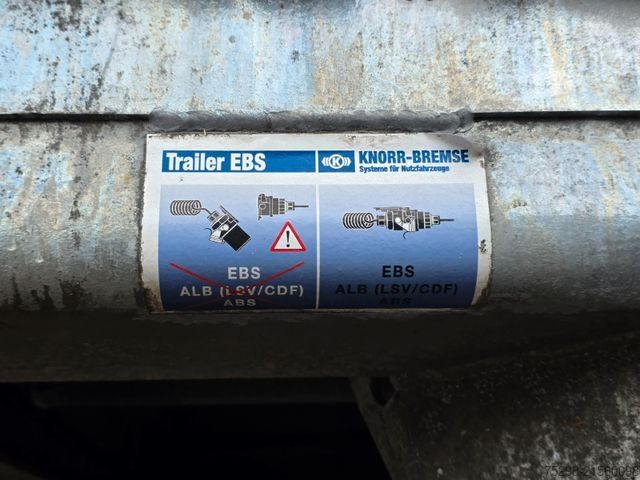 Trailer EBS
KNORR-BREMSE
Systeme für Nutzfahrzeuge
EBS
ALB (LSV/CDF)
ABS
EBS
ALB (LSV/CDF)
ABS